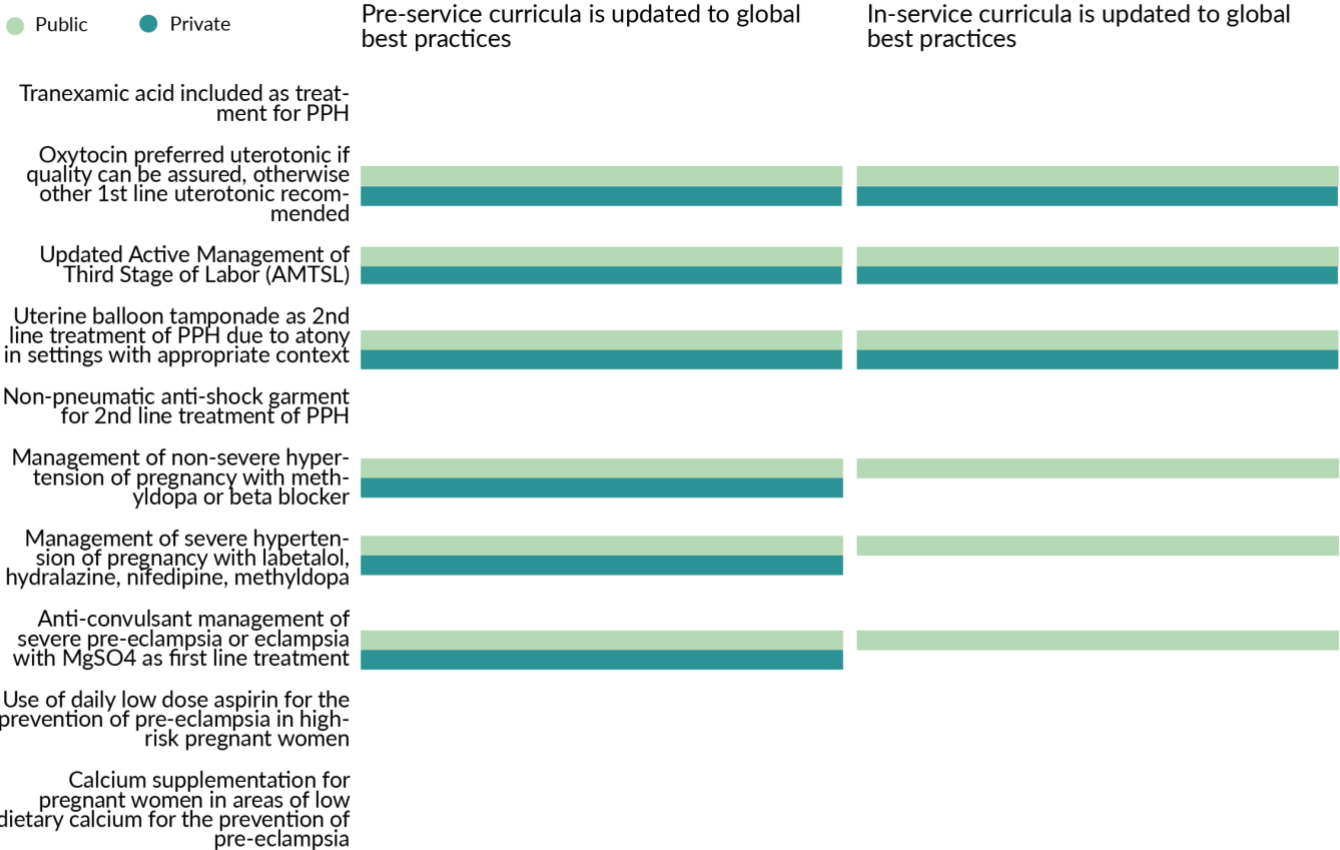 Public
Private
Pre-service curricula is updated to global
best practices
In-service curricula is updated to global
best practices
Tranexamic acid included as treat-
ment for PPH
Oxytocin preferred uterotonic if
quality can be assured, otherwise
other 1st line uterotonic recom-
mended
Updated Active Management of
Third Stage of Labor (AMTSL)
Uterine balloon tamponade as 2nd
line treatment of PPH due to atony
in settings with appropriate context
Non-pneumatic anti-shock garment
for 2nd line treatment of PPH
Management of non-severe hyper-
tension of pregnancy with meth-
yldopa or beta blocker
Management of severe hyperten-
sion of pregnancy with labetalol,
hydralazine, nifedipine, methyldopa
Anti-convulsant management of
severe pre-eclampsia or eclampsia
with MgSO4 as first line treatment
Use of daily low dose aspirin for the
prevention of pre-eclampsia in high-
risk pregnant women
Calcium supplementation for
pregnant women in areas of low
dietary calcium for the prevention of
pre-eclampsia